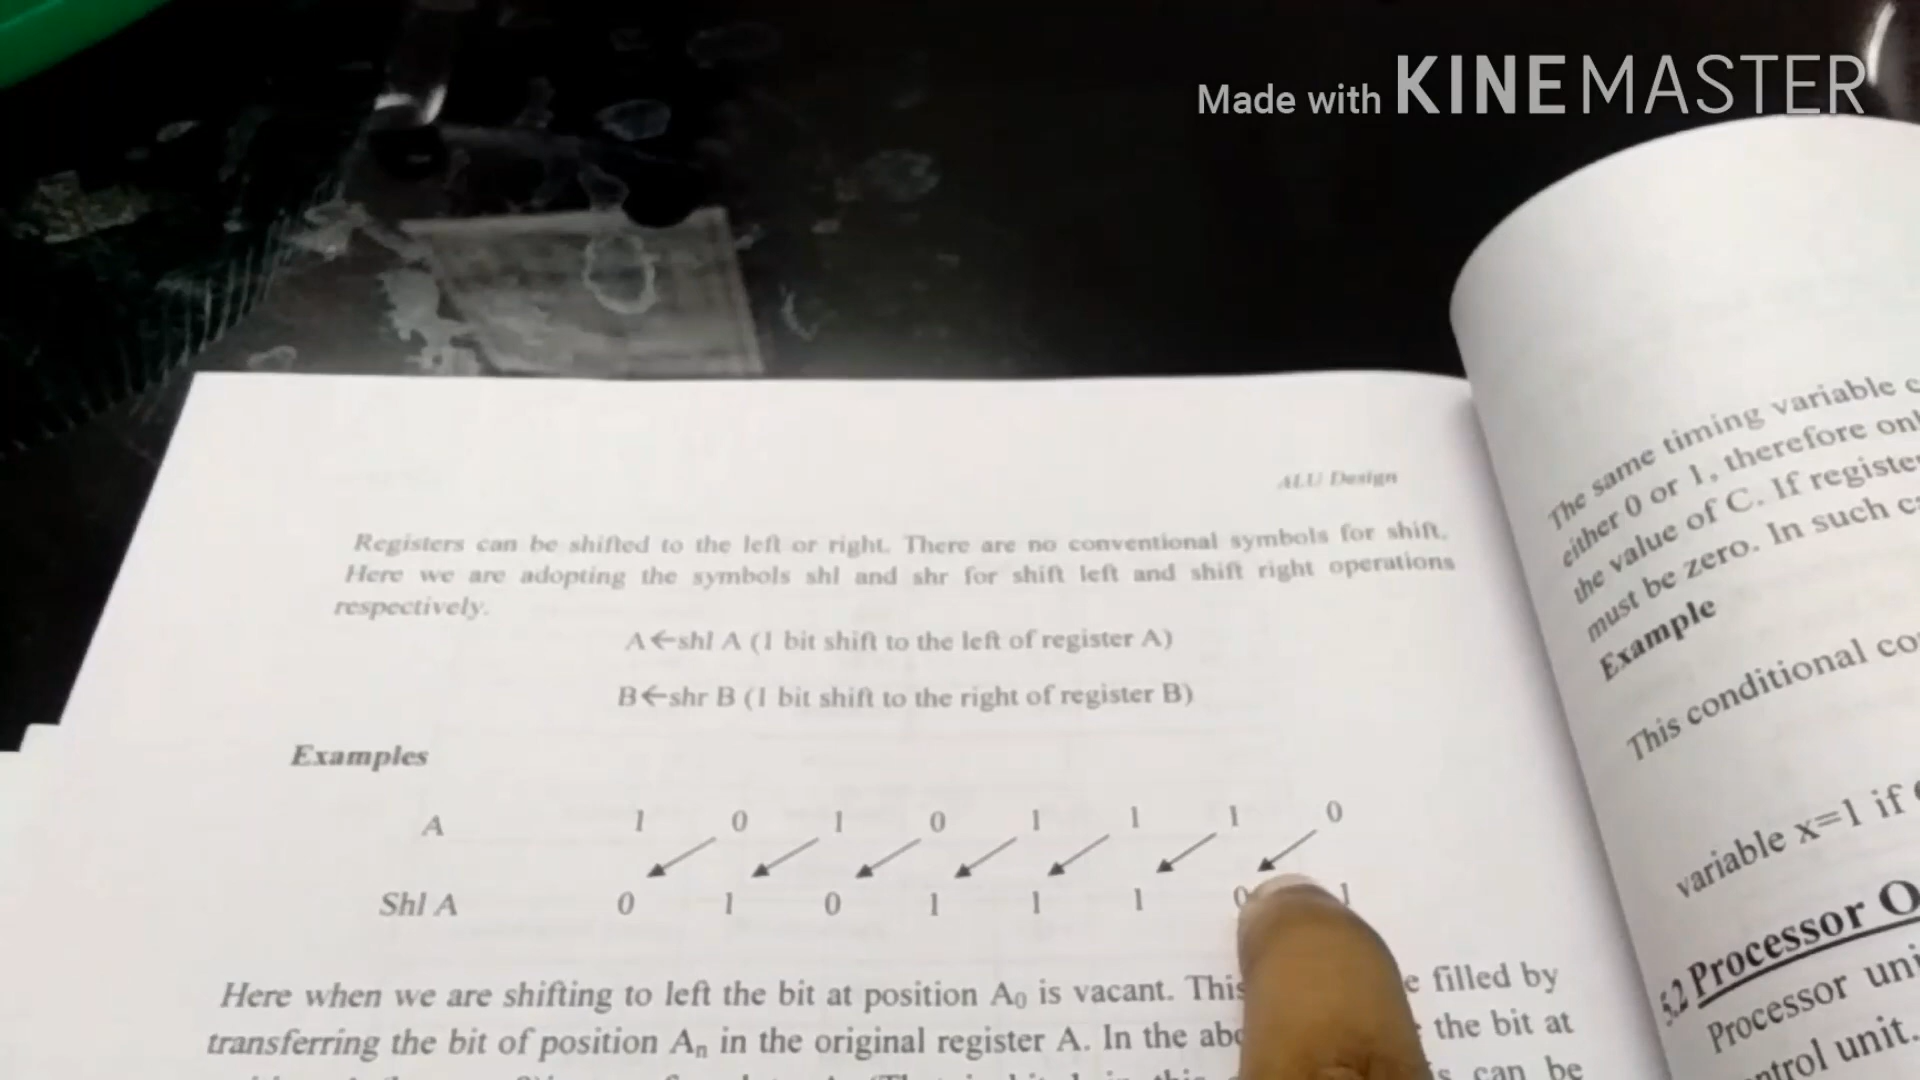 Made with KINEMASTER
ALU Design
Registers can be shifted to the left or right. There are no conventional symbols for shift.
Here we are adopting the symbols shl and shr for shift left and shift right operations
respectively.
A←shl A (1 bit shift to the left of register A)
B←shr B (1 bit shift to the right of register B)
Examples
A 1 0 1 0 1 1 1 0
Shl A 0 1 0 1 1 1 0 1
Here when we are shifting to left the bit at position A₀ is vacant. This filled by
transferring the bit of position Aₙ in the original register A. In the the bit at
can be
The same timing variable
either 0 or 1, therefore
the value of C. If
must be zero. In such
Example
This conditional
variable x=1 if
5.2 Processor
Processor
unit.